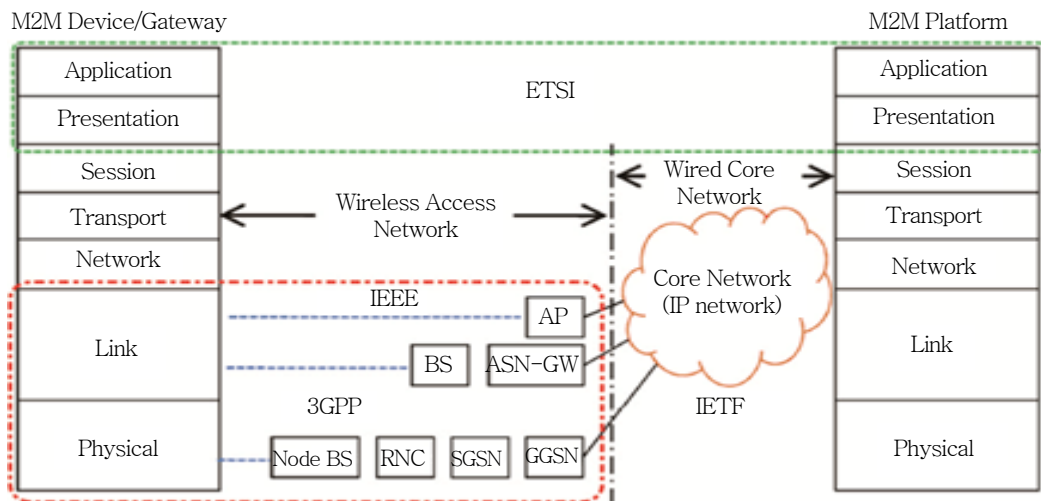 M2M Device/Gateway
M2M Platform
Application
Presentation
Session
Transport
Network
Link
Physical
ETSI
Wireless Access
Network
Wired Core
Network
Core Network
(IP network)
IEEE
AP
BS
ASN-GW
3GPP
IETF
Node BS
RNC
SGSN
GGSN
Application
Presentation
Session
Transport
Network
Link
Physical